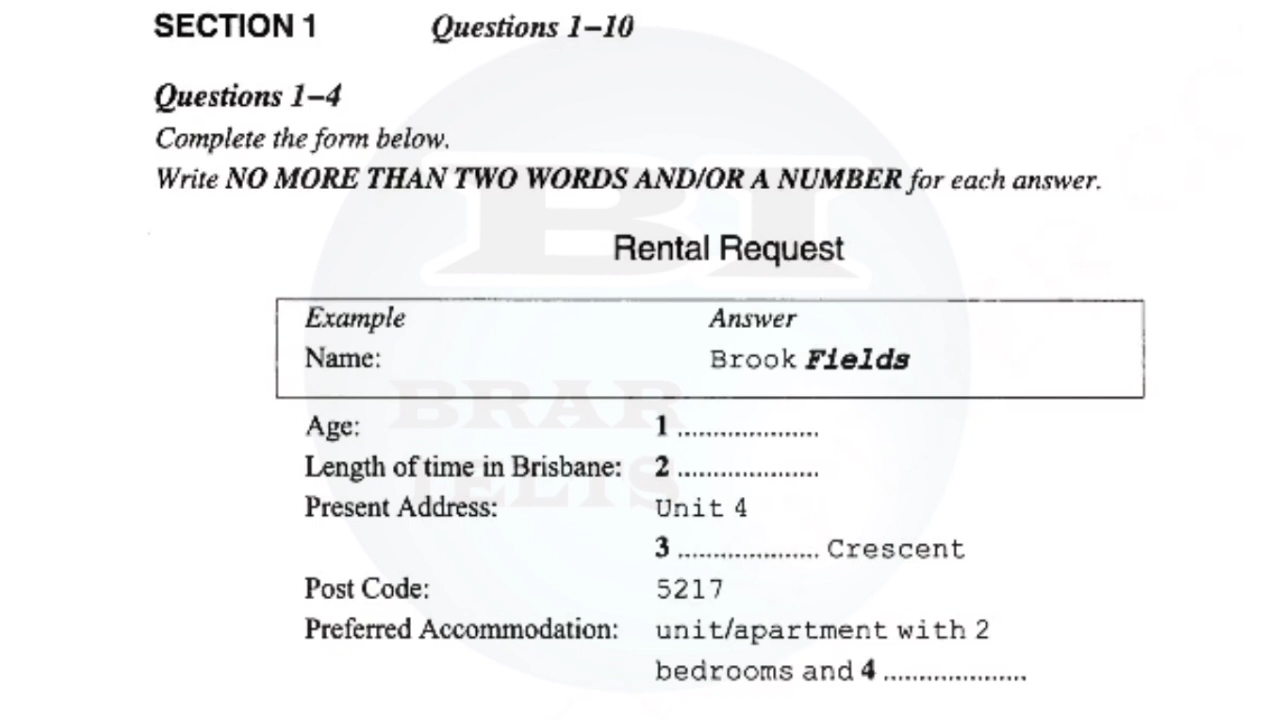 SECTION 1 Questions 1–10
Questions 1–4
Complete the form below.
Write NO MORE THAN TWO WORDS AND/OR A NUMBER for each answer.
Rental Request
Example Answer
Name: Brook Fields
Age: 1 ....................
Length of time in Brisbane: 2 ....................
Present Address: Unit 4
3 .................... Crescent
Post Code: 5217
Preferred Accommodation: unit/apartment with 2
bedrooms and 4 ....................
BI
BRAR
IELTS